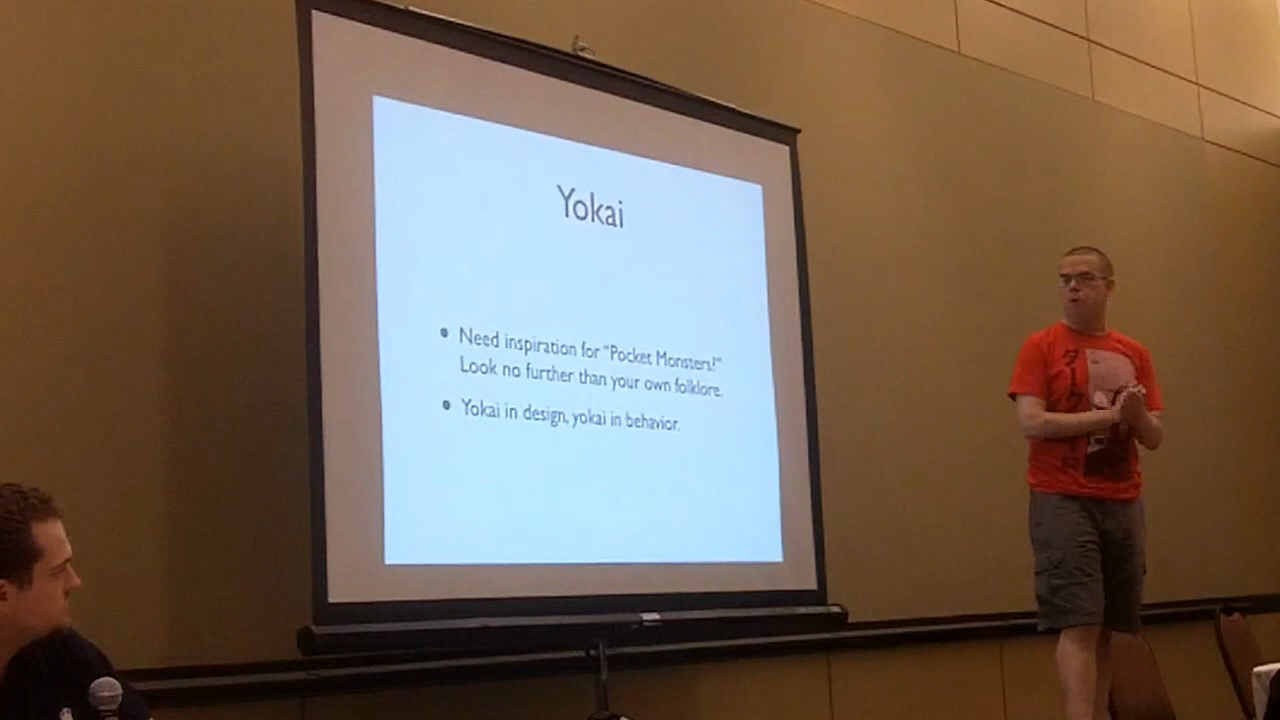 Yokai
• Need inspiration for "Pocket Monsters?"
Look no further than your own folklore.
• Yokai in design, yokai in behavior.